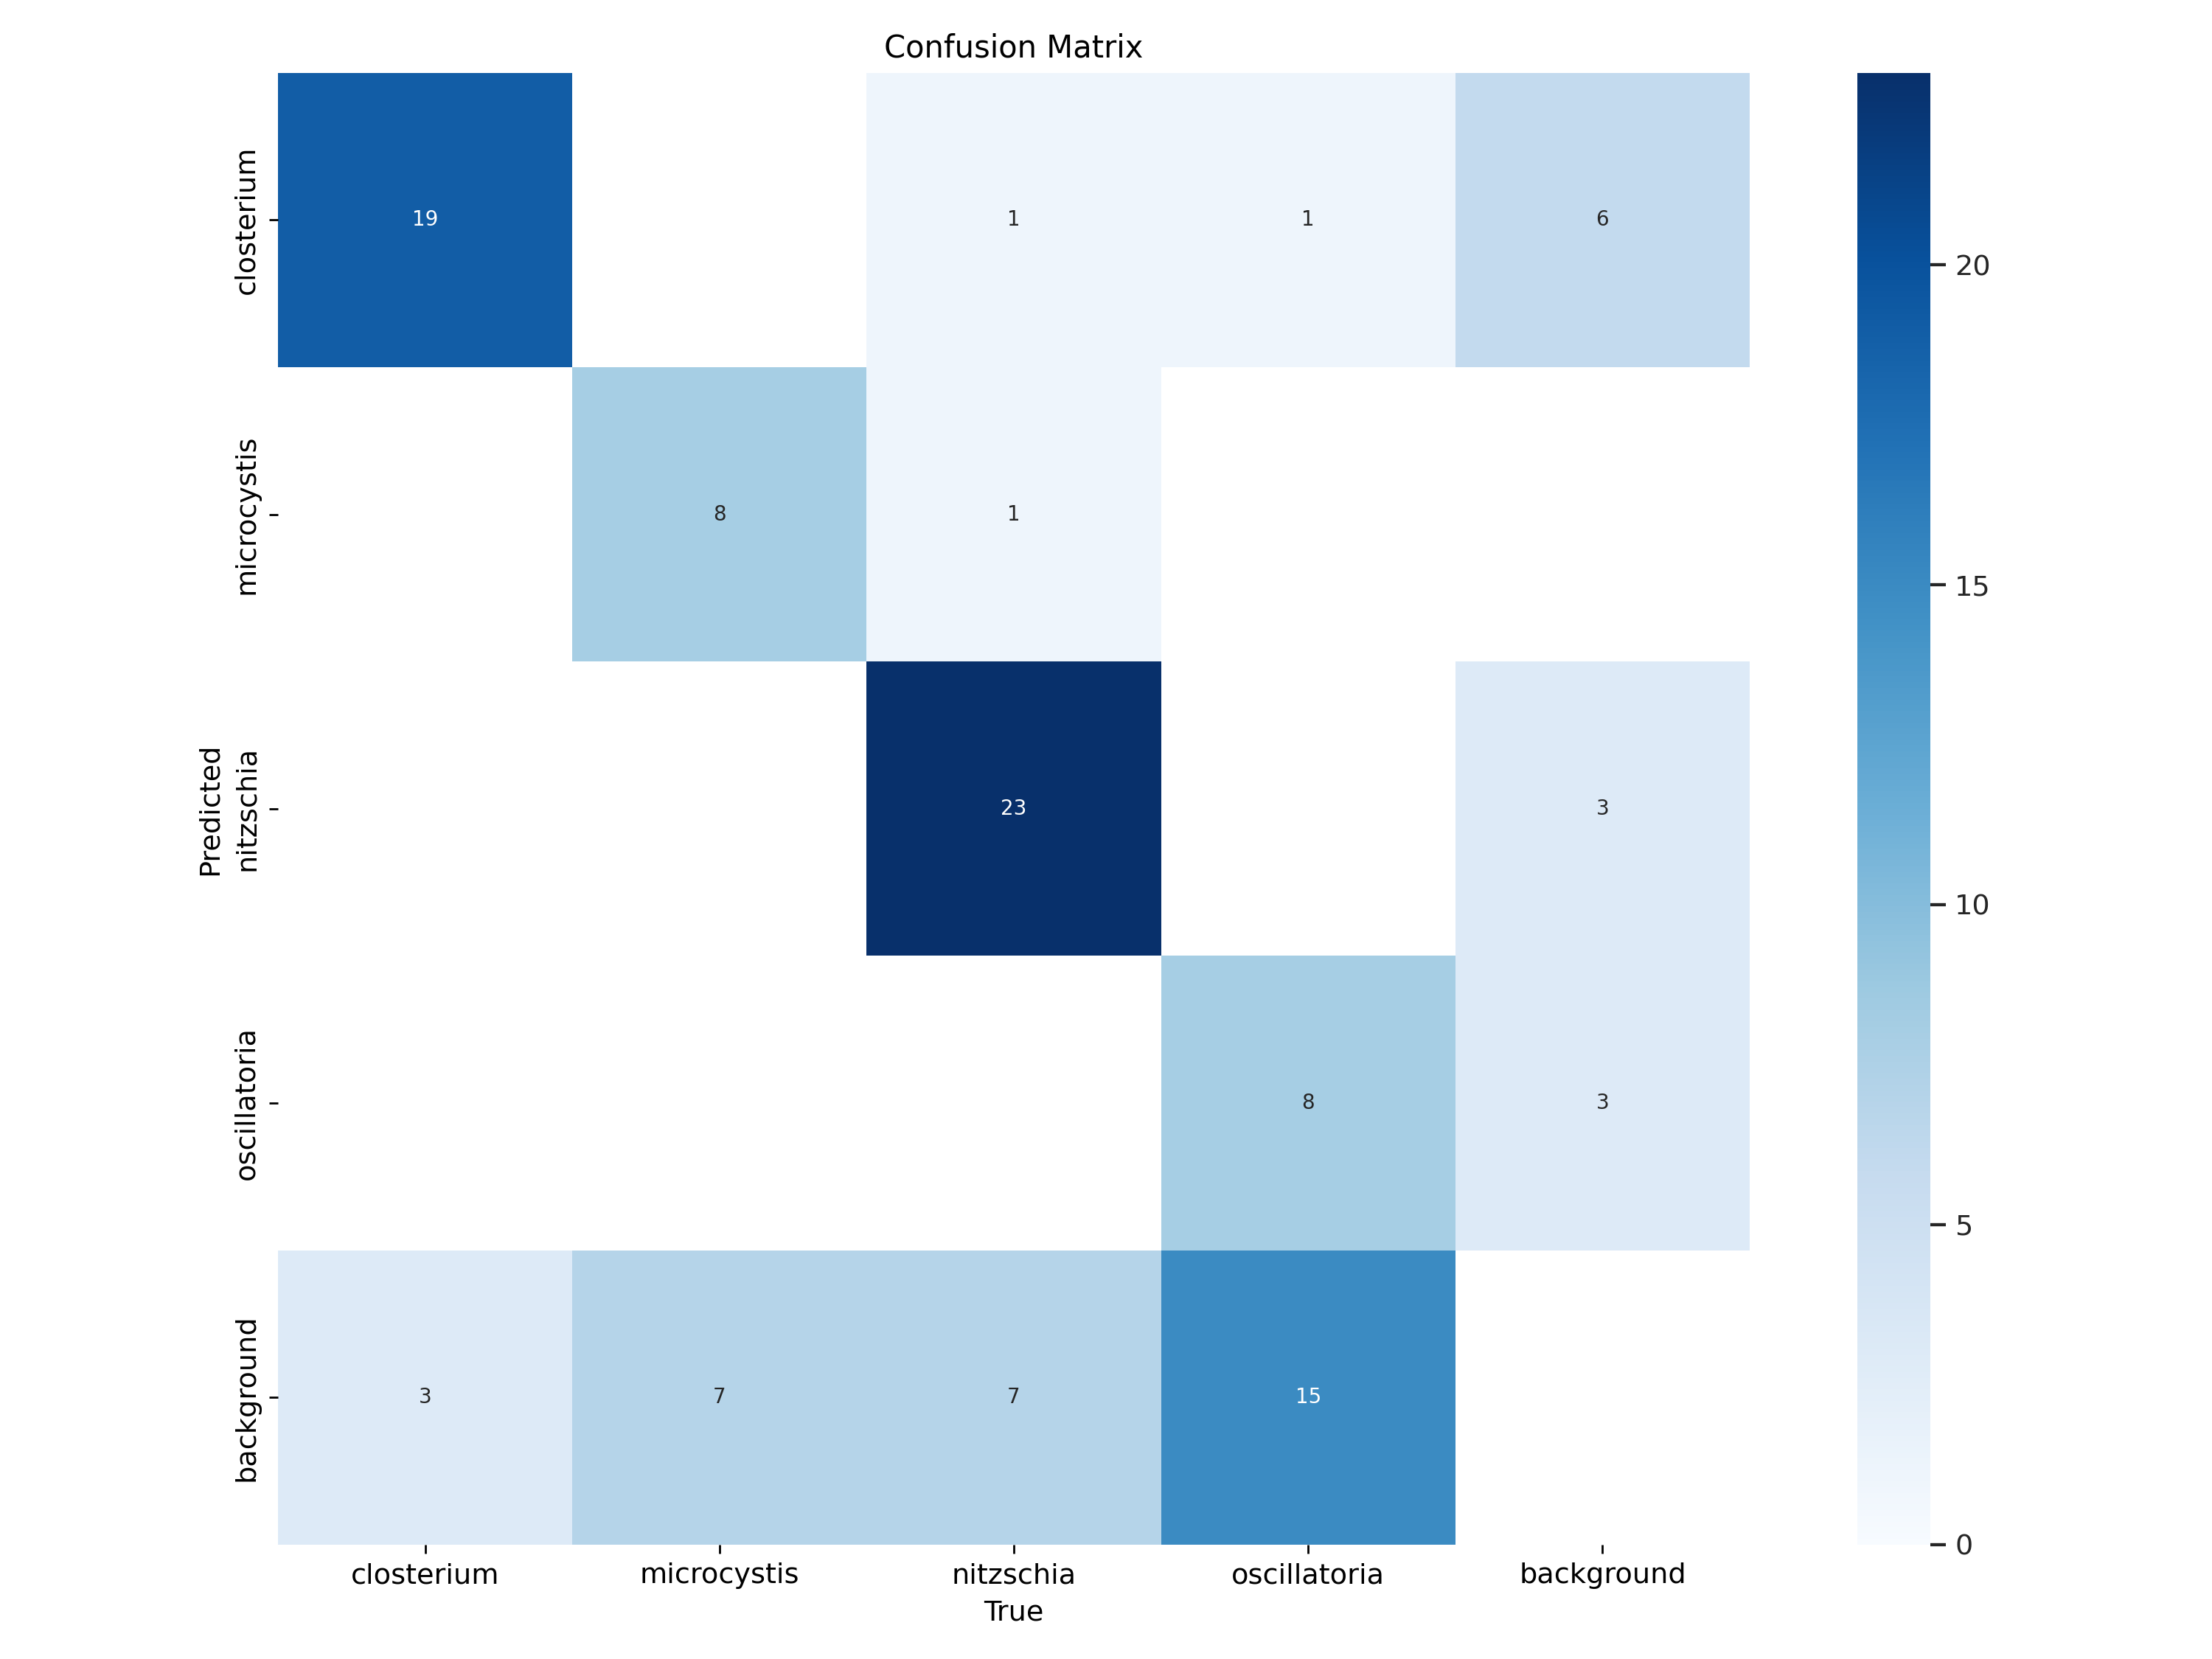 Confusion Matrix
closterium
19
1
1
6
microcystis
8
1
Predicted
nitzschia
23
3
oscillatoria
8
3
background
3
7
7
15
closterium
microcystis
nitzschia
oscillatoria
background
True
20
15
10
5
0